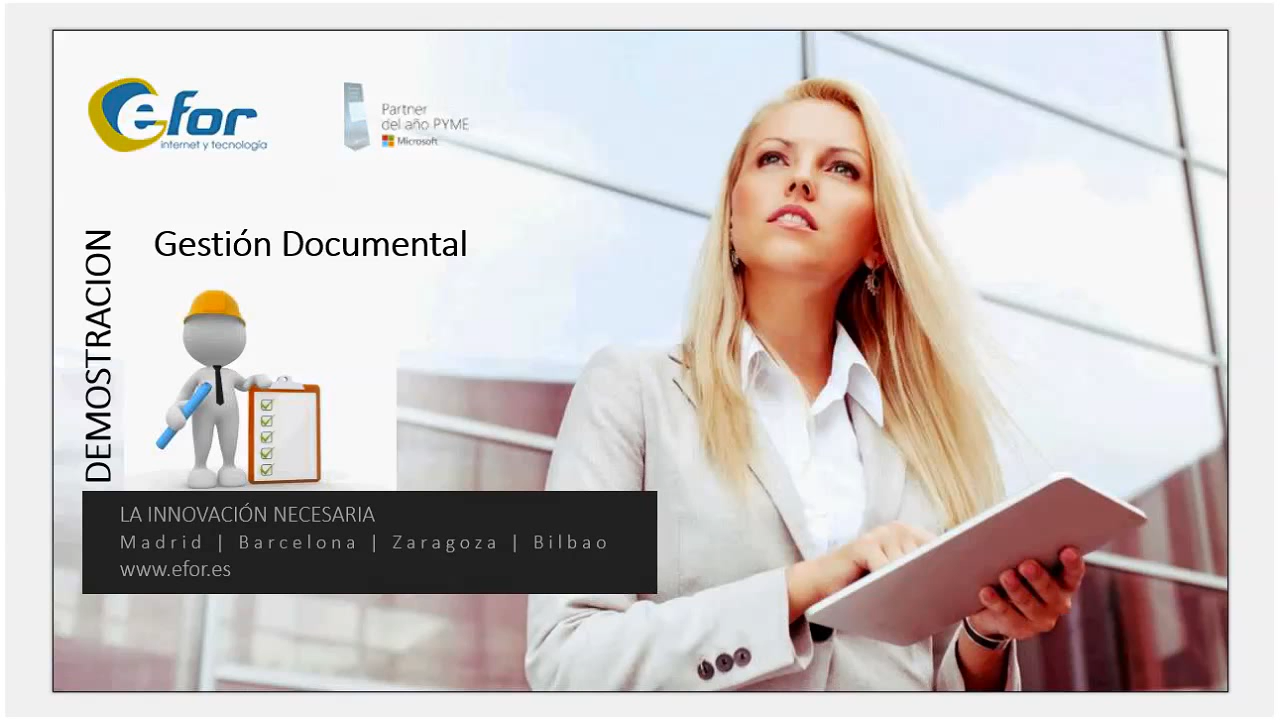 efor
internet y tecnología
Partner
del año PYME
Microsoft
Gestión Documental
DEMOSTRACION
LA INNOVACIÓN NECESARIA
Madrid | Barcelona | Zaragoza | Bilbao
www.efor.es